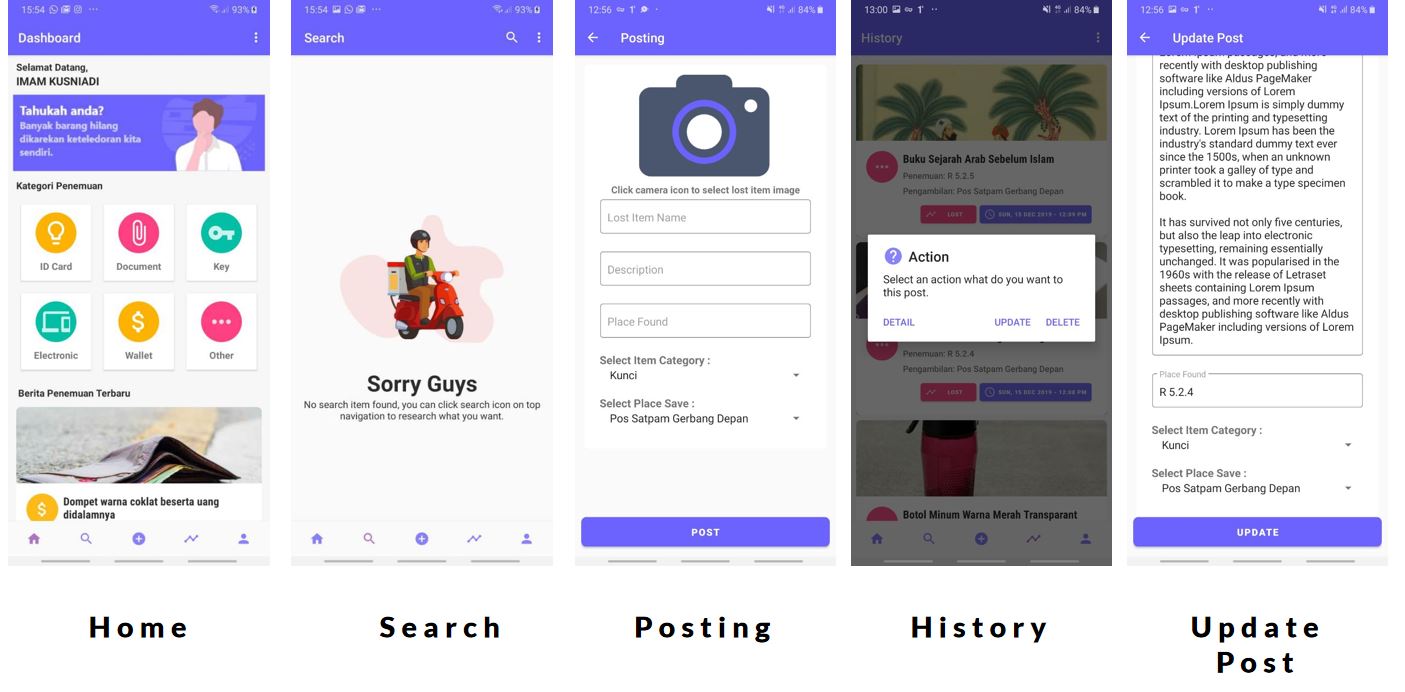 15:54
93%
Dashboard
Selamat Datang,
IMAM KUSNIADI
Tahukah anda?
Banyak barang hilang
dikarekan keteledoran kita
sendiri.
Kategori Penemuan
ID Card
Document
Key
Electronic
Wallet
Other
Berita Penemuan Terbaru
Dompet warna coklat beserta uang
didalamnya
Home
15:54
93%
Search
Sorry Guys
No search item found, you can click search icon on top
navigation to research what you want.
Search
12:56
84%
Posting
Click camera icon to select lost item image
Lost Item Name
Description
Place Found
Select Item Category :
Kunci
Select Place Save :
Pos Satpam Gerbang Depan
POST
Posting
13:00
84%
History
Buku Sejarah Arab Sebelum Islam
Penemuan: R 5.2.5
Pengambilan: Pos Satpam Gerbang Depan
LOST
SUN, 15 DEC 2019 - 12:09 PM
Action
Select an action what do you want to
this post.
DETAIL UPDATE DELETE
Penemuan: R 5.2.4
Pengambilan: Pos Satpam Gerbang Depan
LOST
SUN, 15 DEC 2019 - 12:08 PM
Botol Minum Warna Merah Transparant
History
12:56
84%
Update Post
recently with desktop publishing
software like Aldus PageMaker
including versions of Lorem
Ipsum.Lorem Ipsum is simply dummy
text of the printing and typesetting
industry. Lorem Ipsum has been the
industry's standard dummy text ever
since the 1500s, when an unknown
printer took a galley of type and
scrambled it to make a type specimen
book.
It has survived not only five centuries,
but also the leap into electronic
typesetting, remaining essentially
unchanged. It was popularised in the
1960s with the release of Letraset
sheets containing Lorem Ipsum
passages, and more recently with
desktop publishing software like Aldus
PageMaker including versions of Lorem
Ipsum.
Place Found
R 5.2.4
Select Item Category :
Kunci
Select Place Save :
Pos Satpam Gerbang Depan
UPDATE
Update
Post